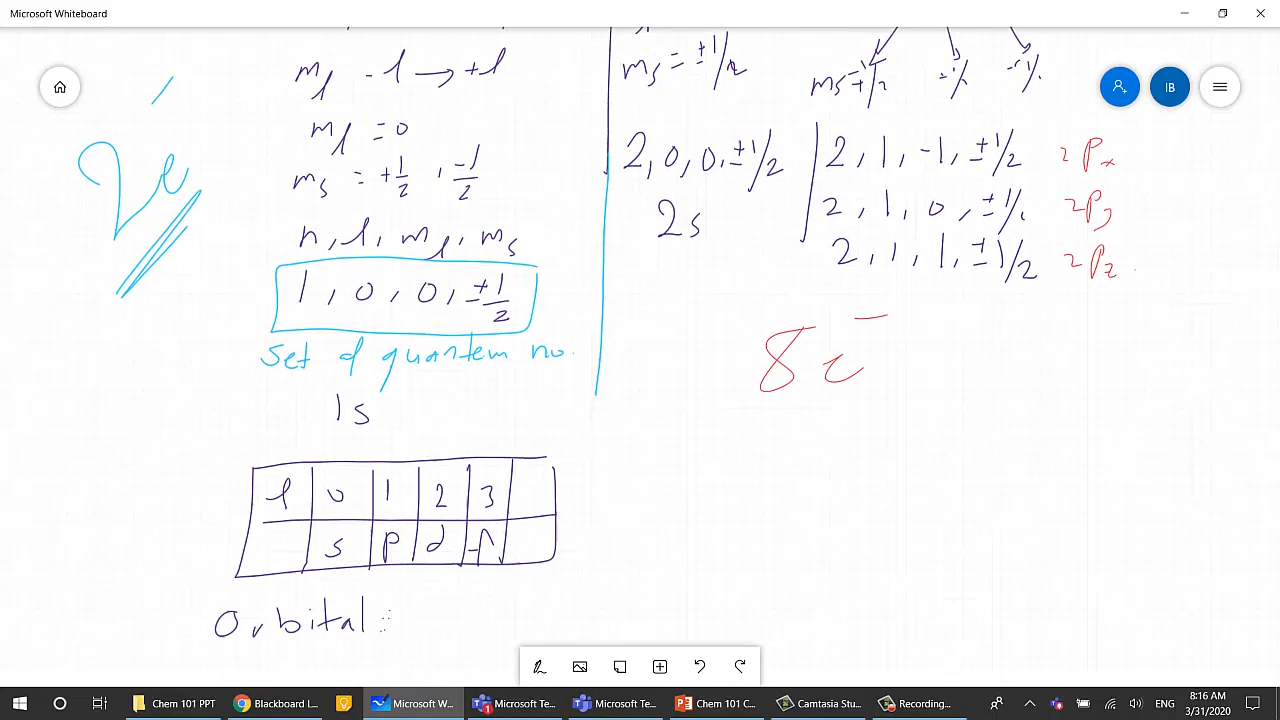 Microsoft Whiteboard
IB
ml -l → +l
ml = 0
ms = +1/2 , -1/2
n, l, ml, ms
1, 0, 0, ±1/2
Set of quantem no.
1s
l 0 1 2 3
s p d f
Orbital :
2e
ms = ±1/2
2, 0, 0, ±1/2
2s
ms +1/2
2, 1, -1, ±1/2 2Px
2, 1, 0, ±1/ 2Py
2, 1, 1, ±1/2 2Pz
8e-
Chem 101 PPT
Blackboard L...
Microsoft W...
Microsoft Te...
Microsoft Te...
Chem 101 C...
Camtasia Stu...
Recording...
ENG
8:16 AM
3/31/2020